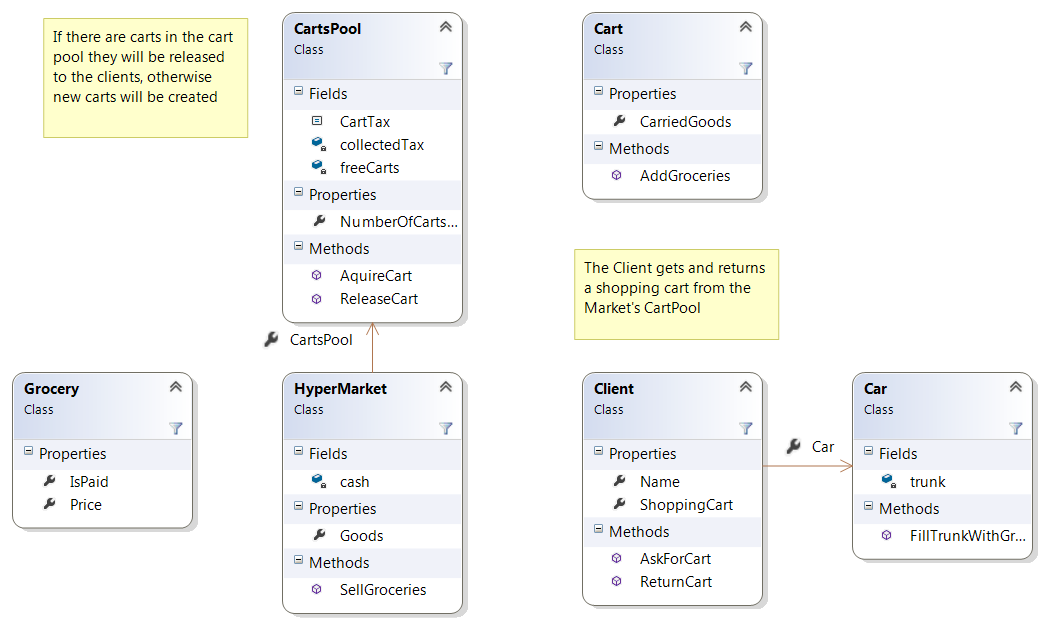 If there are carts in the cart
pool they will be released
to the clients, otherwise
new carts will be created
CartsPool
Class
Fields
CartTax
collectedTax
freeCarts
Properties
NumberOfCarts...
Methods
AquireCart
ReleaseCart
Cart
Class
Properties
CarriedGoods
Methods
AddGroceries
The Client gets and returns
a shopping cart from the
Market's CartPool
CartsPool
Grocery
Class
Properties
IsPaid
Price
HyperMarket
Class
Fields
cash
Properties
Goods
Methods
SellGroceries
Client
Class
Properties
Name
ShoppingCart
Methods
AskForCart
ReturnCart
Car
Car
Class
Fields
trunk
Methods
FillTrunkWithGr...